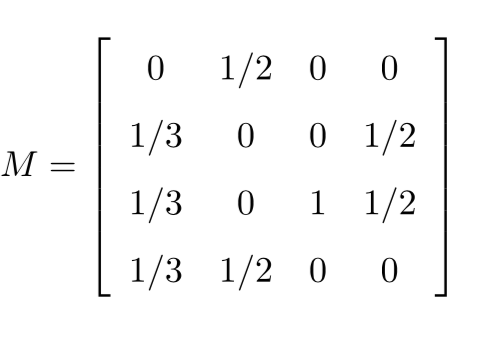 0 1/2 0 0
1/3 0 0 1/2
M =
1/3 0 1 1/2
1/3 1/2 0 0